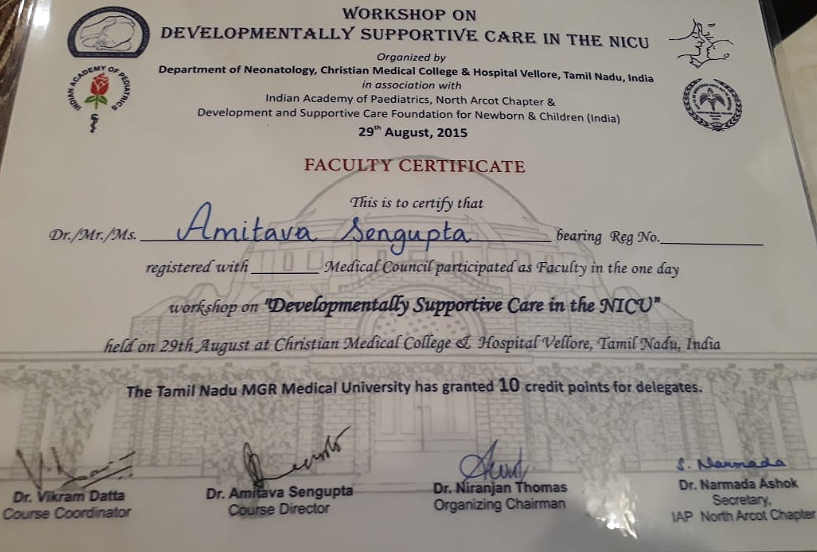 WORKSHOP ON
DEVELOPMENTALLY SUPPORTIVE CARE IN THE NICU
INDIAN ACADEMY OF PEDIATRICS
Organized by
Department of Neonatology, Christian Medical College & Hospital Vellore, Tamil Nadu, India
in association with
Indian Academy of Paediatrics, North Arcot Chapter &
Development and Supportive Care Foundation for Newborn & Children (India)
29th August, 2015
FACULTY CERTIFICATE
This is to certify that
Dr./Mr./Ms. Amitava Sengupta bearing Reg No.
registered with Medical Council participated as Faculty in the one day
workshop on "Developmentally Supportive Care in the NICU"
held on 29th August at Christian Medical College & Hospital Vellore, Tamil Nadu, India
The Tamil Nadu MGR Medical University has granted 10 credit points for delegates.
S. Narmada
Dr. Vikram Datta
Course Coordinator
Dr. Amitava Sengupta
Course Director
Dr. Niranjan Thomas
Organizing Chairman
Dr. Narmada Ashok
Secretary,
IAP North Arcot Chapter